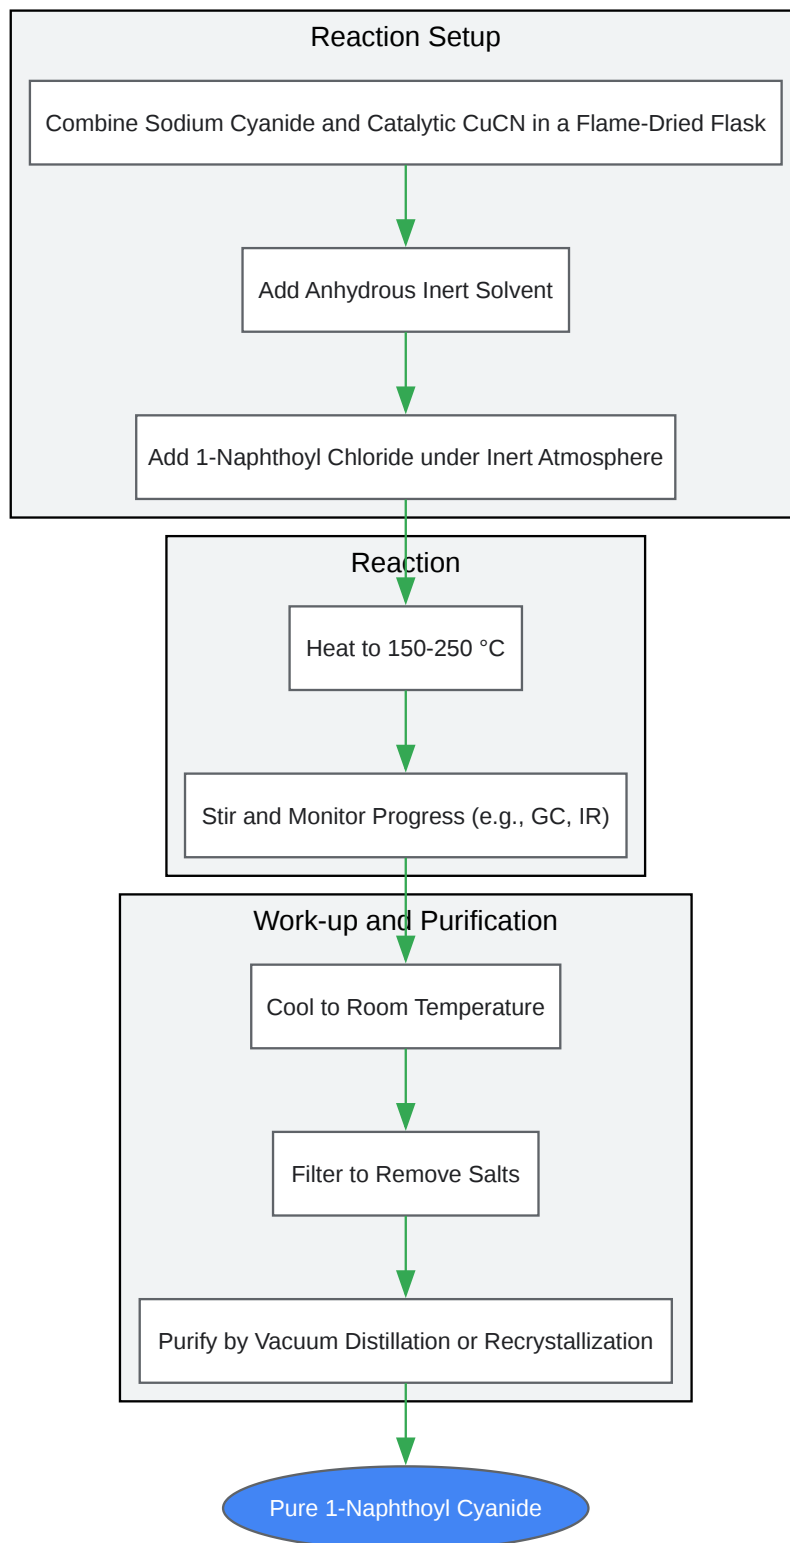 Reaction Setup
Combine Sodium Cyanide and Catalytic CuCN in a Flame-Dried Flask
Add Anhydrous Inert Solvent
Add 1-Naphthoyl Chloride under Inert Atmosphere
Reaction
Heat to 150-250 °C
Stir and Monitor Progress (e.g., GC, IR)
Work-up and Purification
Cool to Room Temperature
Filter to Remove Salts
Purify by Vacuum Distillation or Recrystallization
Pure 1-Naphthoyl Cyanide